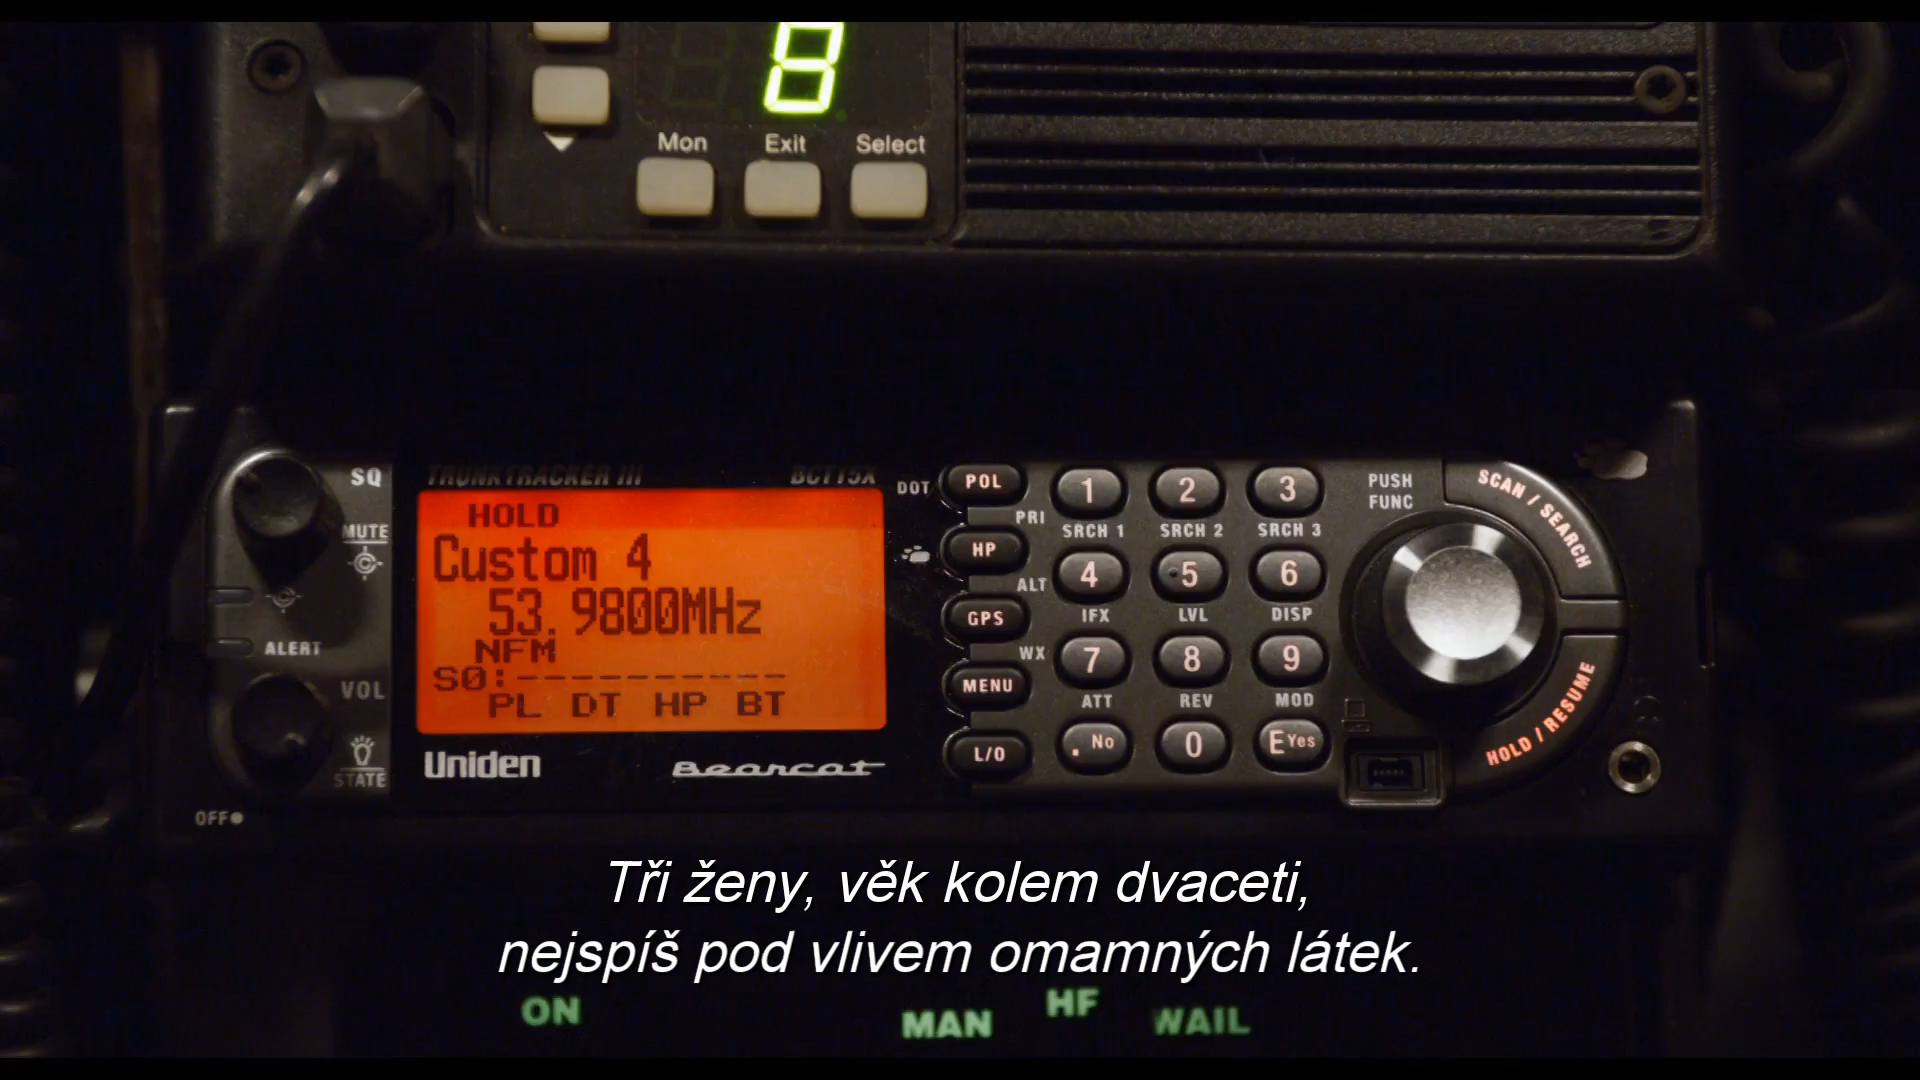 8
Mon Exit Select
SQ
MUTE
ALERT
VOL
STATE
OFF
TRUNKTRACKER III BCT15X
HOLD
Custom 4
53.9800MHz
NFM
S0:----------
PL DT HP BT
Uniden Bearcat
DOT POL 1 2 3
PRI SRCH 1 SRCH 2 SRCH 3
HP 4 5 6
ALT IFX LVL DISP
GPS 7 8 9
WX ATT REV MOD
MENU . No 0 E Yes
L/O
PUSH
FUNC
SCAN / SEARCH
HOLD / RESUME
Tři ženy, věk kolem dvaceti,
nejspíš pod vlivem omamných látek.
ON MAN HF WAIL